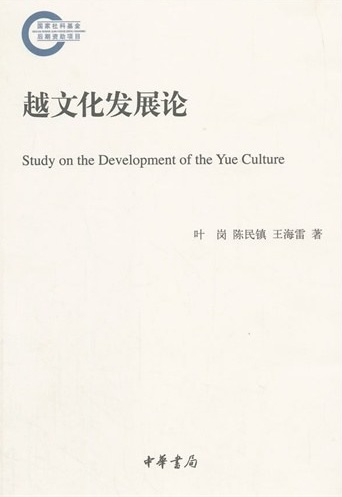 国家社科基金
后期资助项目
越文化发展论
Study on the Development of the Yue Culture
叶 岗 陈民镇 王海雷 著
中華書局